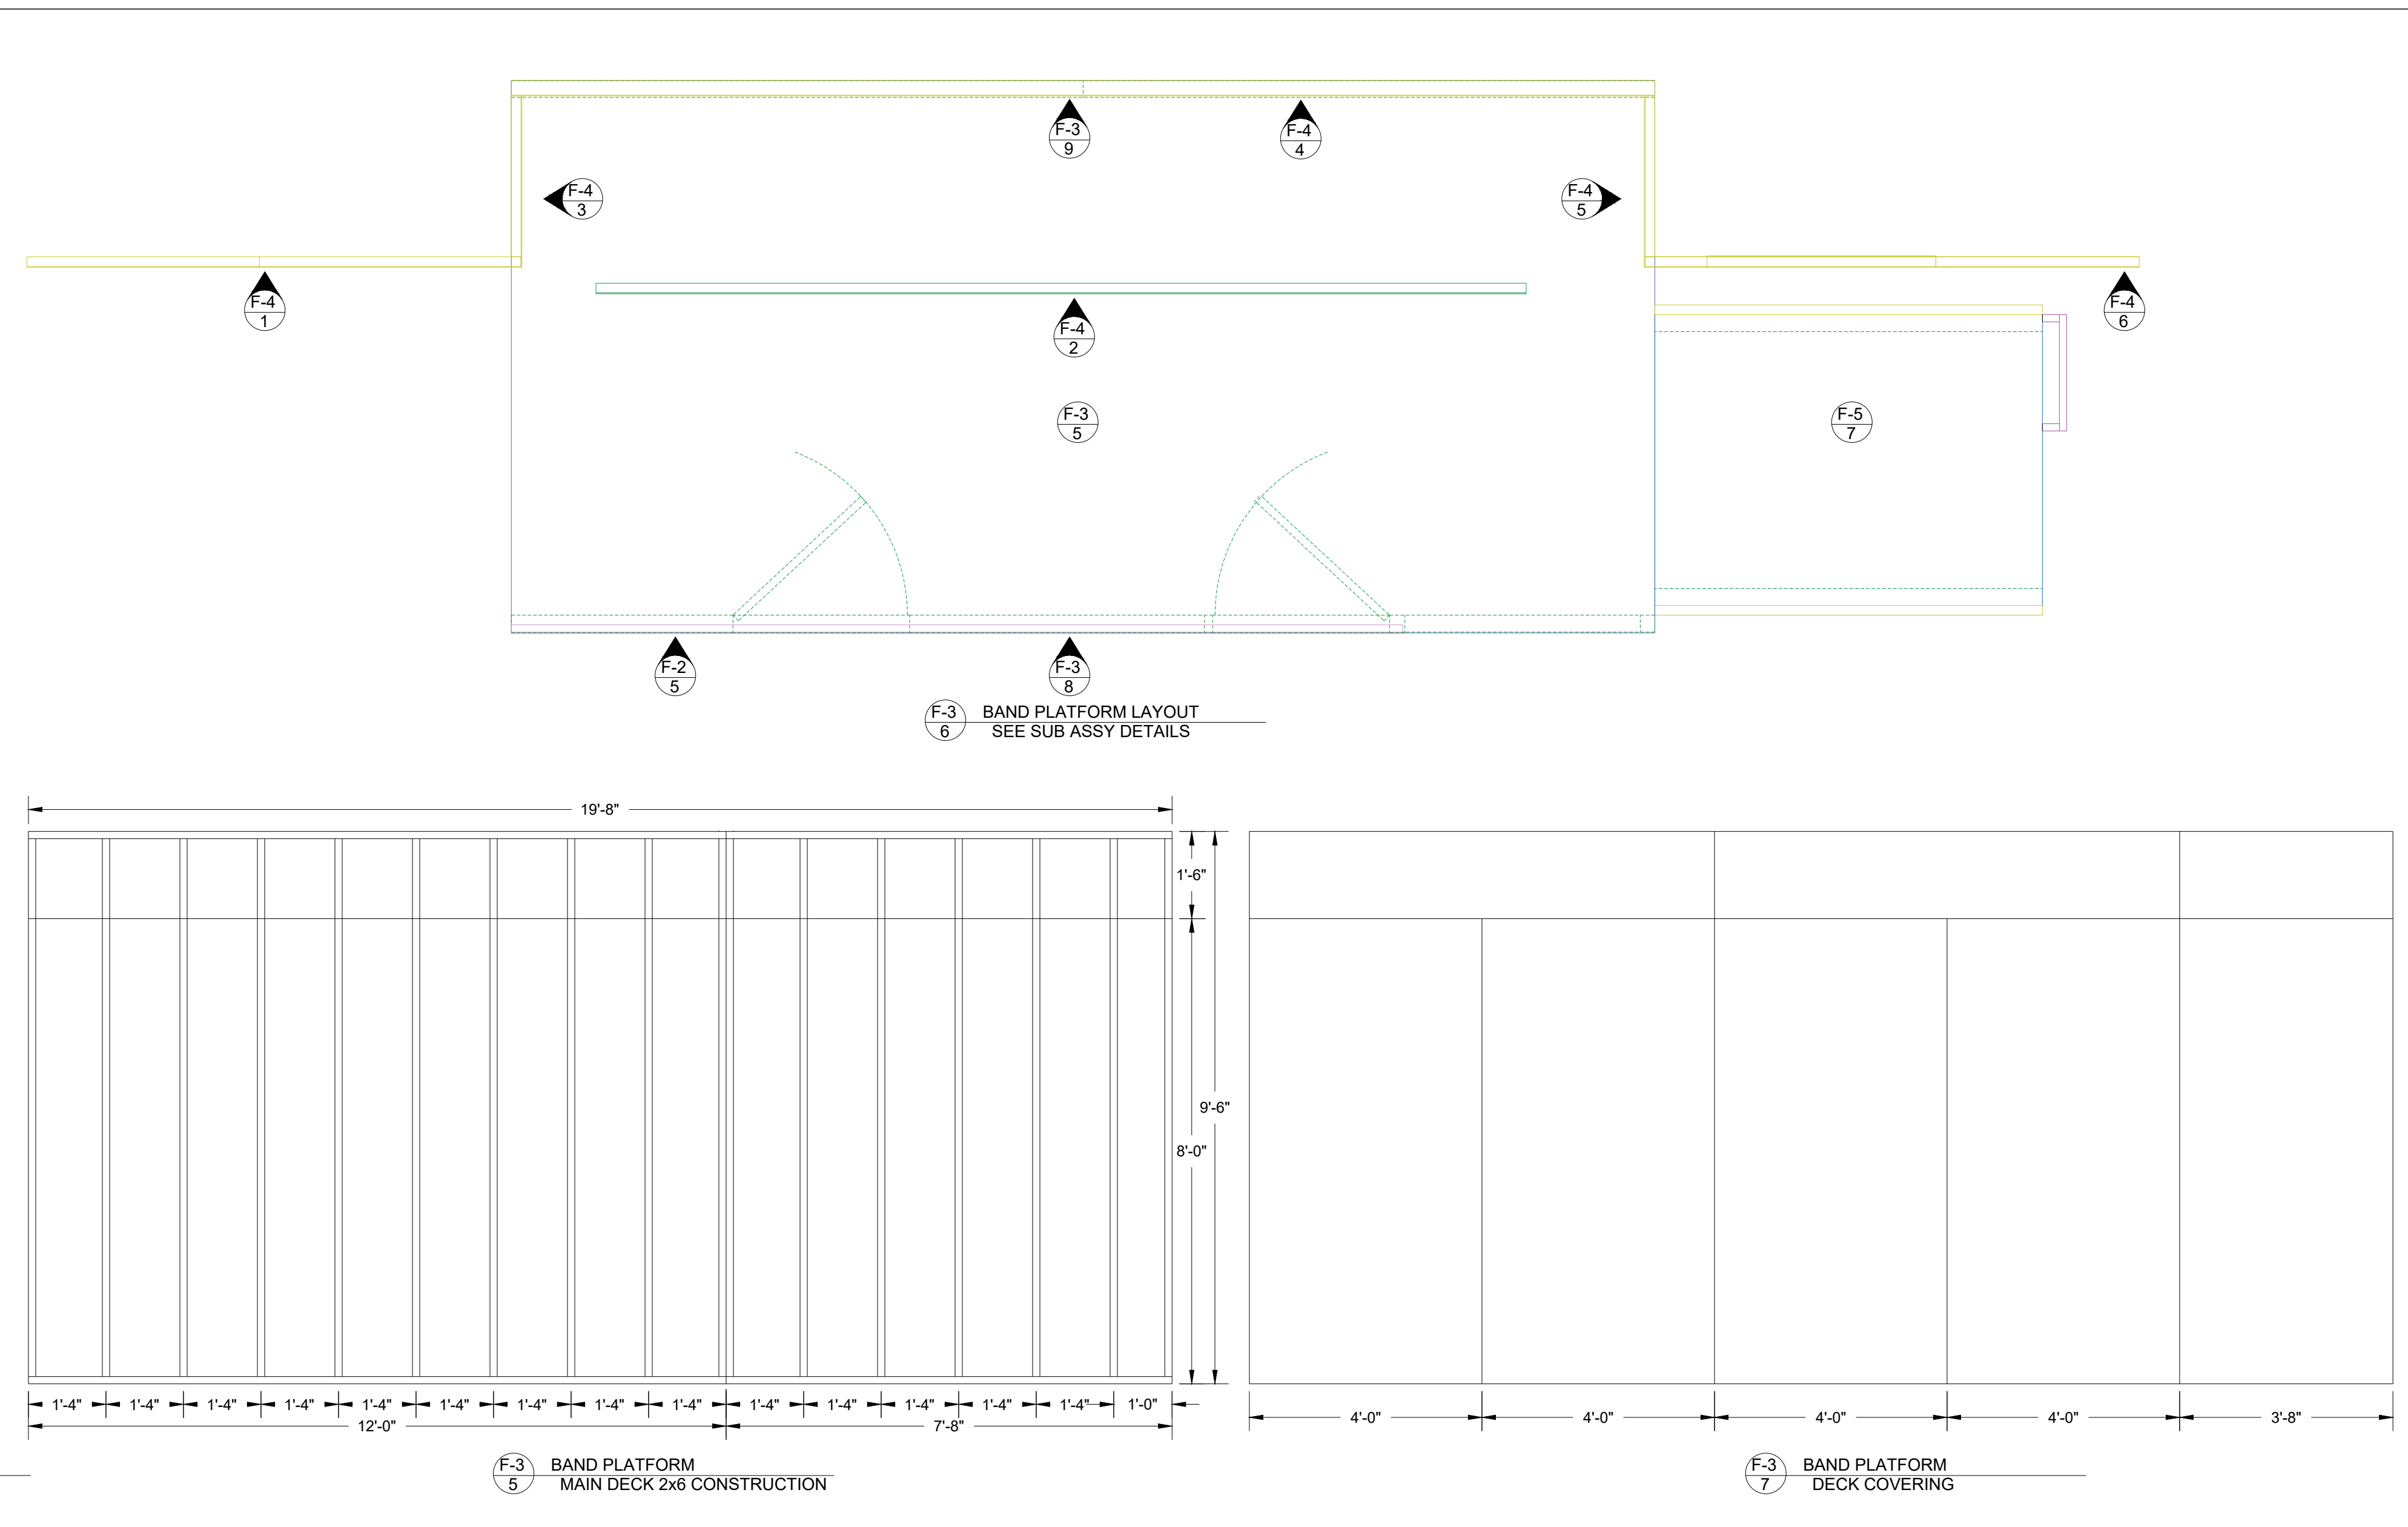 F-3
9
F-4
4
F-4
3
F-4
5
F-4
1
F-4
2
F-4
6
F-3
5
F-5
7
F-2
5
F-3
8
F-3
6
BAND PLATFORM LAYOUT
SEE SUB ASSY DETAILS
19'-8"
1'-6"
9'-6"
8'-0"
1'-4" 1'-4" 1'-4" 1'-4" 1'-4" 1'-4" 1'-4" 1'-4" 1'-4" 1'-4" 1'-4" 1'-4" 1'-4" 1'-4" 1'-0"
12'-0" 7'-8"
4'-0" 4'-0" 4'-0" 4'-0" 3'-8"
F-3
5
BAND PLATFORM
MAIN DECK 2x6 CONSTRUCTION
F-3
7
BAND PLATFORM
DECK COVERING